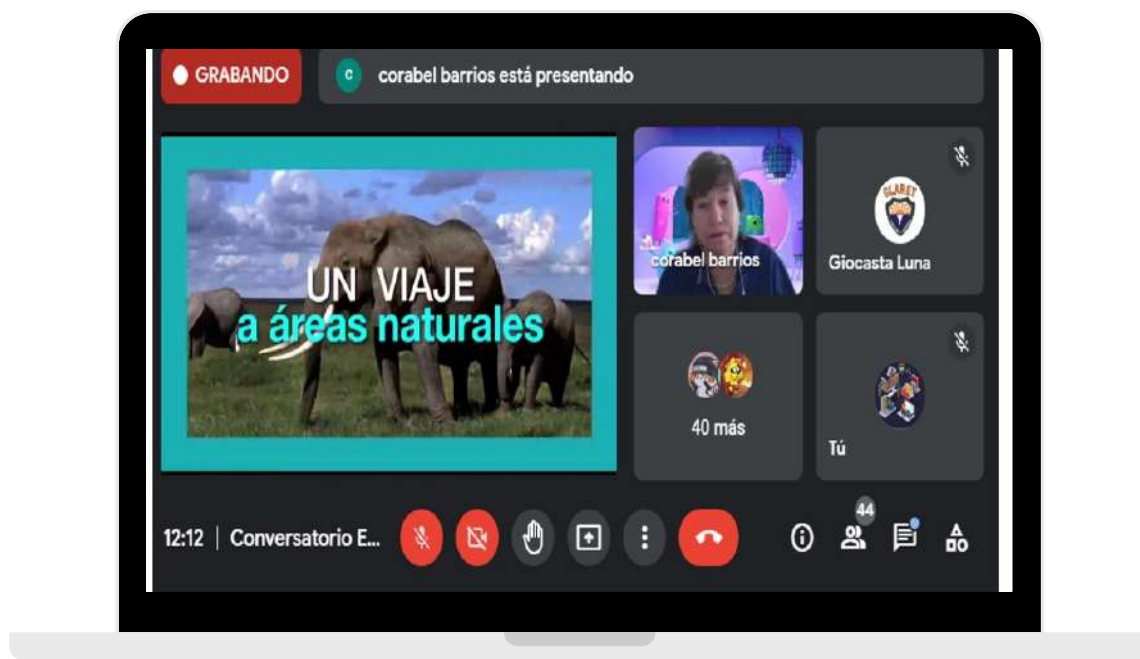 GRABANDO
c corabel barrios está presentando
UN VIAJE
a áreas naturales
corabel barrios
CLARET
Giocasta Luna
40 más
Tú
44
12:12 | Conversatorio E...